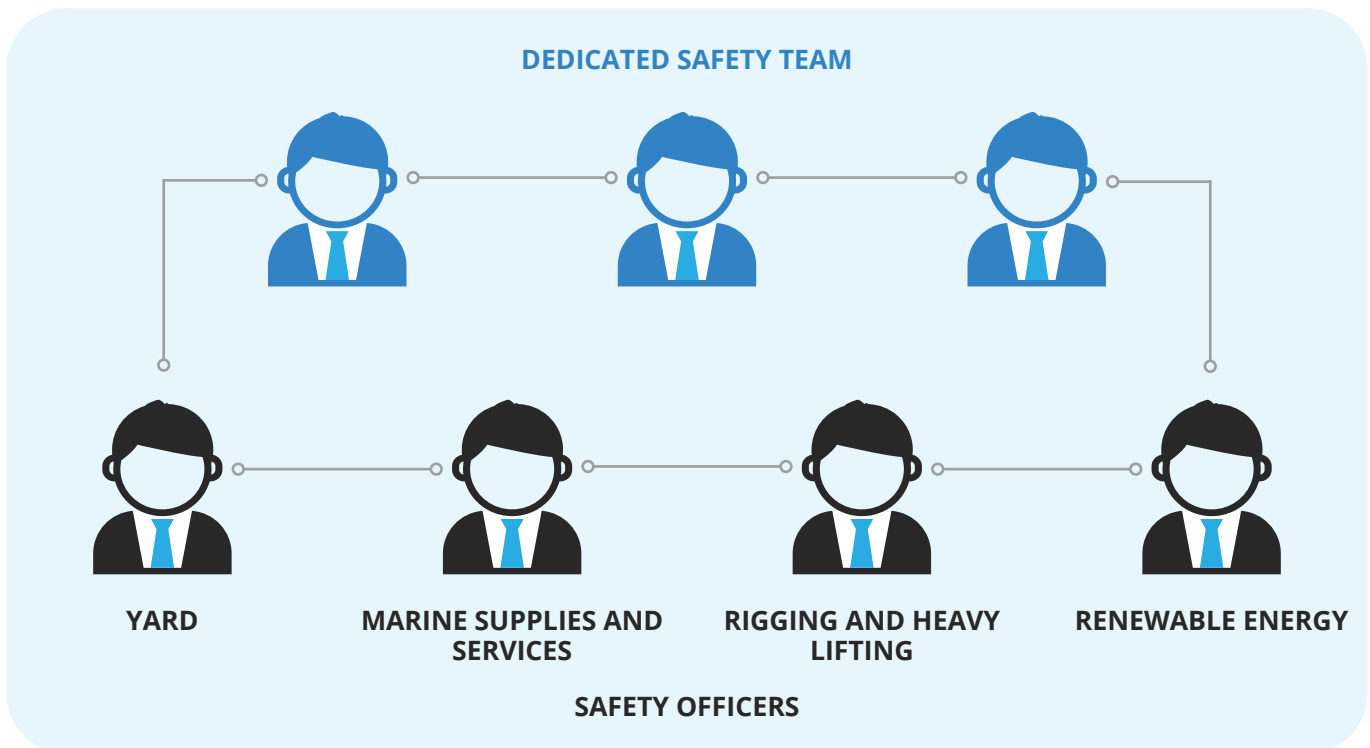 DEDICATED SAFETY TEAM
YARD
MARINE SUPPLIES AND
SERVICES
RIGGING AND HEAVY
LIFTING
RENEWABLE ENERGY
SAFETY OFFICERS